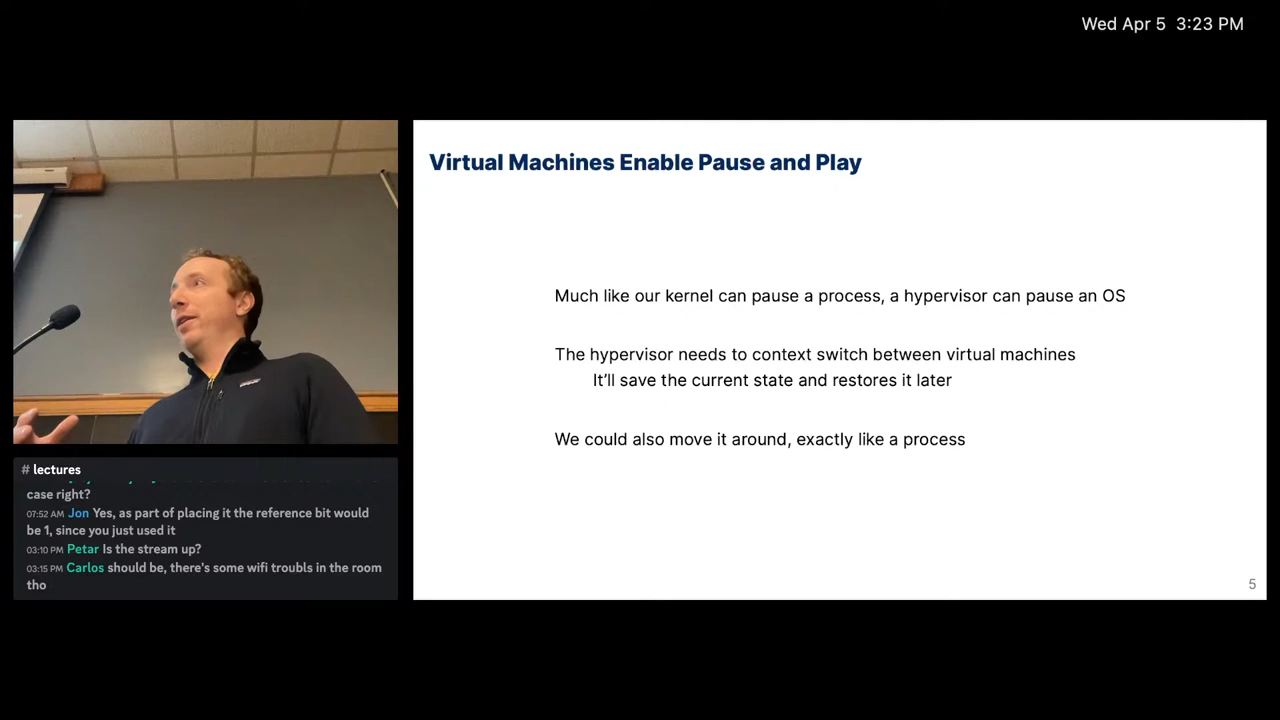 Wed Apr 5 3:23 PM
Virtual Machines Enable Pause and Play
Much like our kernel can pause a process, a hypervisor can pause an OS
The hypervisor needs to context switch between virtual machines
It'll save the current state and restores it later
We could also move it around, exactly like a process
5
# lectures
case right?
07:52 AM Jon Yes, as part of placing it the reference bit would
be 1, since you just used it
03:10 PM Petar Is the stream up?
03:15 PM Carlos should be, there's some wifi troubls in the room
tho